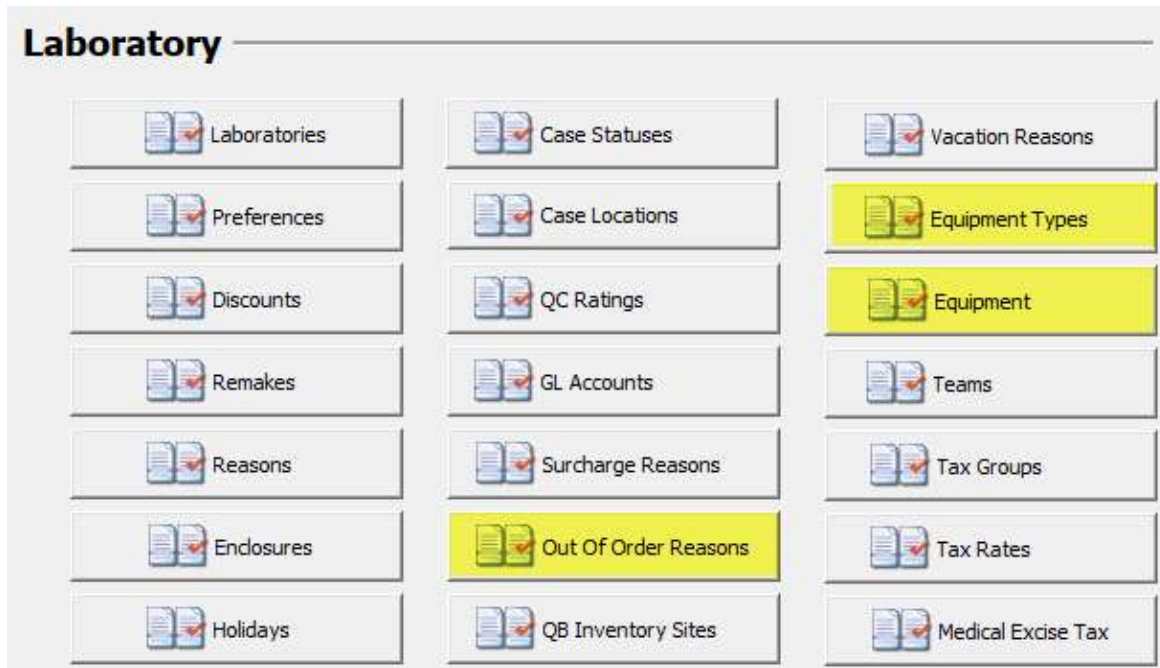 Laboratory
Laboratories
Case Statuses
Vacation Reasons
Preferences
Case Locations
Equipment Types
Discounts
QC Ratings
Equipment
Remakes
GL Accounts
Teams
Reasons
Surcharge Reasons
Tax Groups
Enclosures
Out Of Order Reasons
Tax Rates
Holidays
QB Inventory Sites
Medical Excise Tax